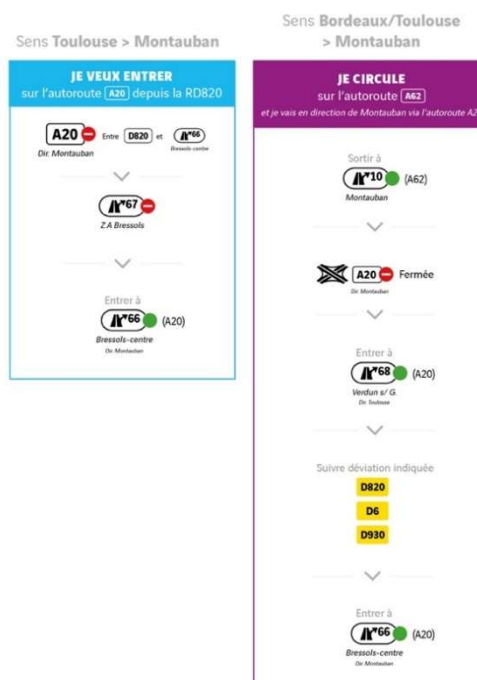 Sens Toulouse > Montauban
JE VEUX ENTRER
sur l'autoroute A20 depuis la RD820
A20 Entre D820 et 66
Dir. Montauban
Bressols-centre
67
Z.A Bressols
Entrer à
66 (A20)
Bressols-centre
Dir. Montauban
Sens Bordeaux/Toulouse
> Montauban
JE CIRCULE
sur l'autoroute A62
et je vais en direction de Montauban via l'autoroute A2
Sortir à
10 (A62)
Montauban
A20 Fermée
Dir. Montauban
Entrer à
68 (A20)
Verdun s/ G.
Dir. Toulouse
Suivre déviation indiquée
D820
D6
D930
Entrer à
66 (A20)
Bressols-centre
Dir. Montauban